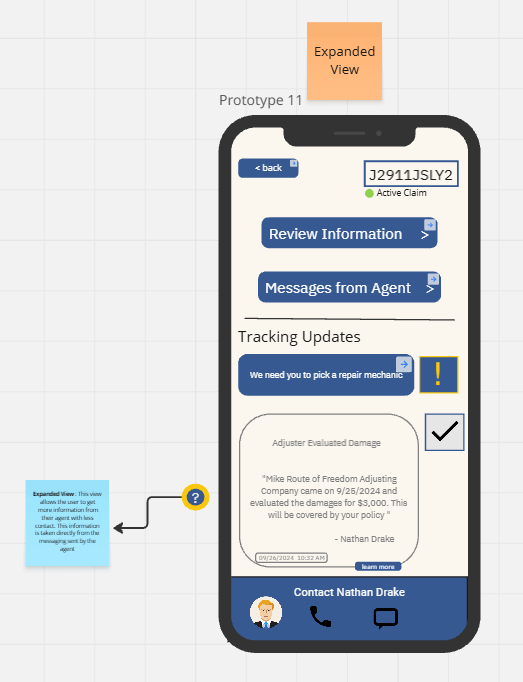 Expanded
View
Prototype 11
< back
J2911JSLY2
Active Claim
Review Information >
Messages from Agent >
Tracking Updates
We need you to pick a repair mechanic
!
Adjuster Evaluated Damage
"Mike Route of Freedom Adjusting
Company came on 9/25/2024 and
evaluated the damages for $3,000. This
will be covered by your policy "
- Nathan Drake
09/26/2024 10:32 AM
learn more
Contact Nathan Drake
?
Expanded View . This view
allows the user to get
more information from
their agent with less
contact. This information
is taken directly from the
messaging sent by the
agent